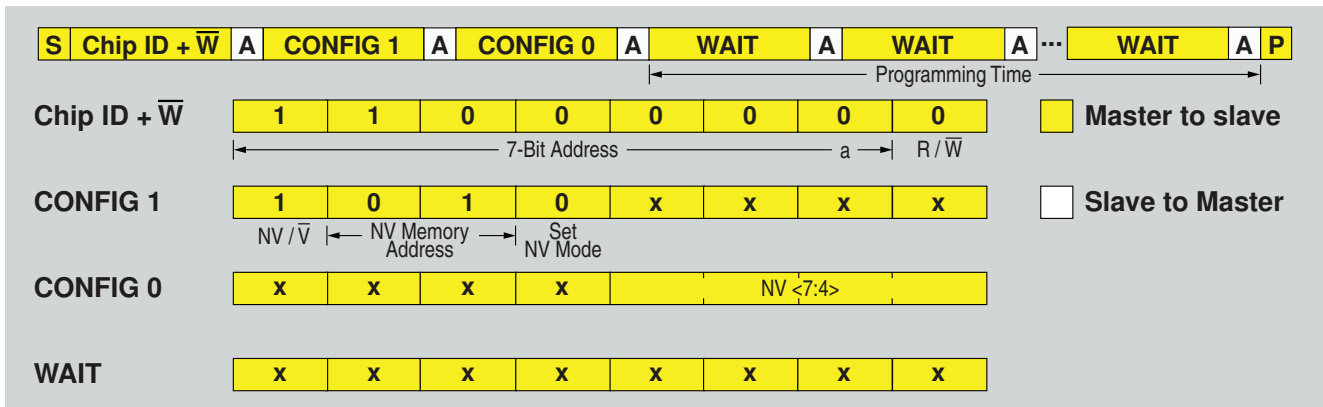 S Chip ID + W̅ A CONFIG 1 A CONFIG 0 A WAIT A WAIT A ... WAIT A P
Programming Time
Chip ID + W̅ 1 1 0 0 0 0 0 0 Master to slave
7-Bit Address a R / W̅
CONFIG 1 1 0 1 0 x x x x Slave to Master
NV / V̅ NV Memory Address Set NV Mode
CONFIG 0 x x x x NV <7:4>
WAIT x x x x x x x x